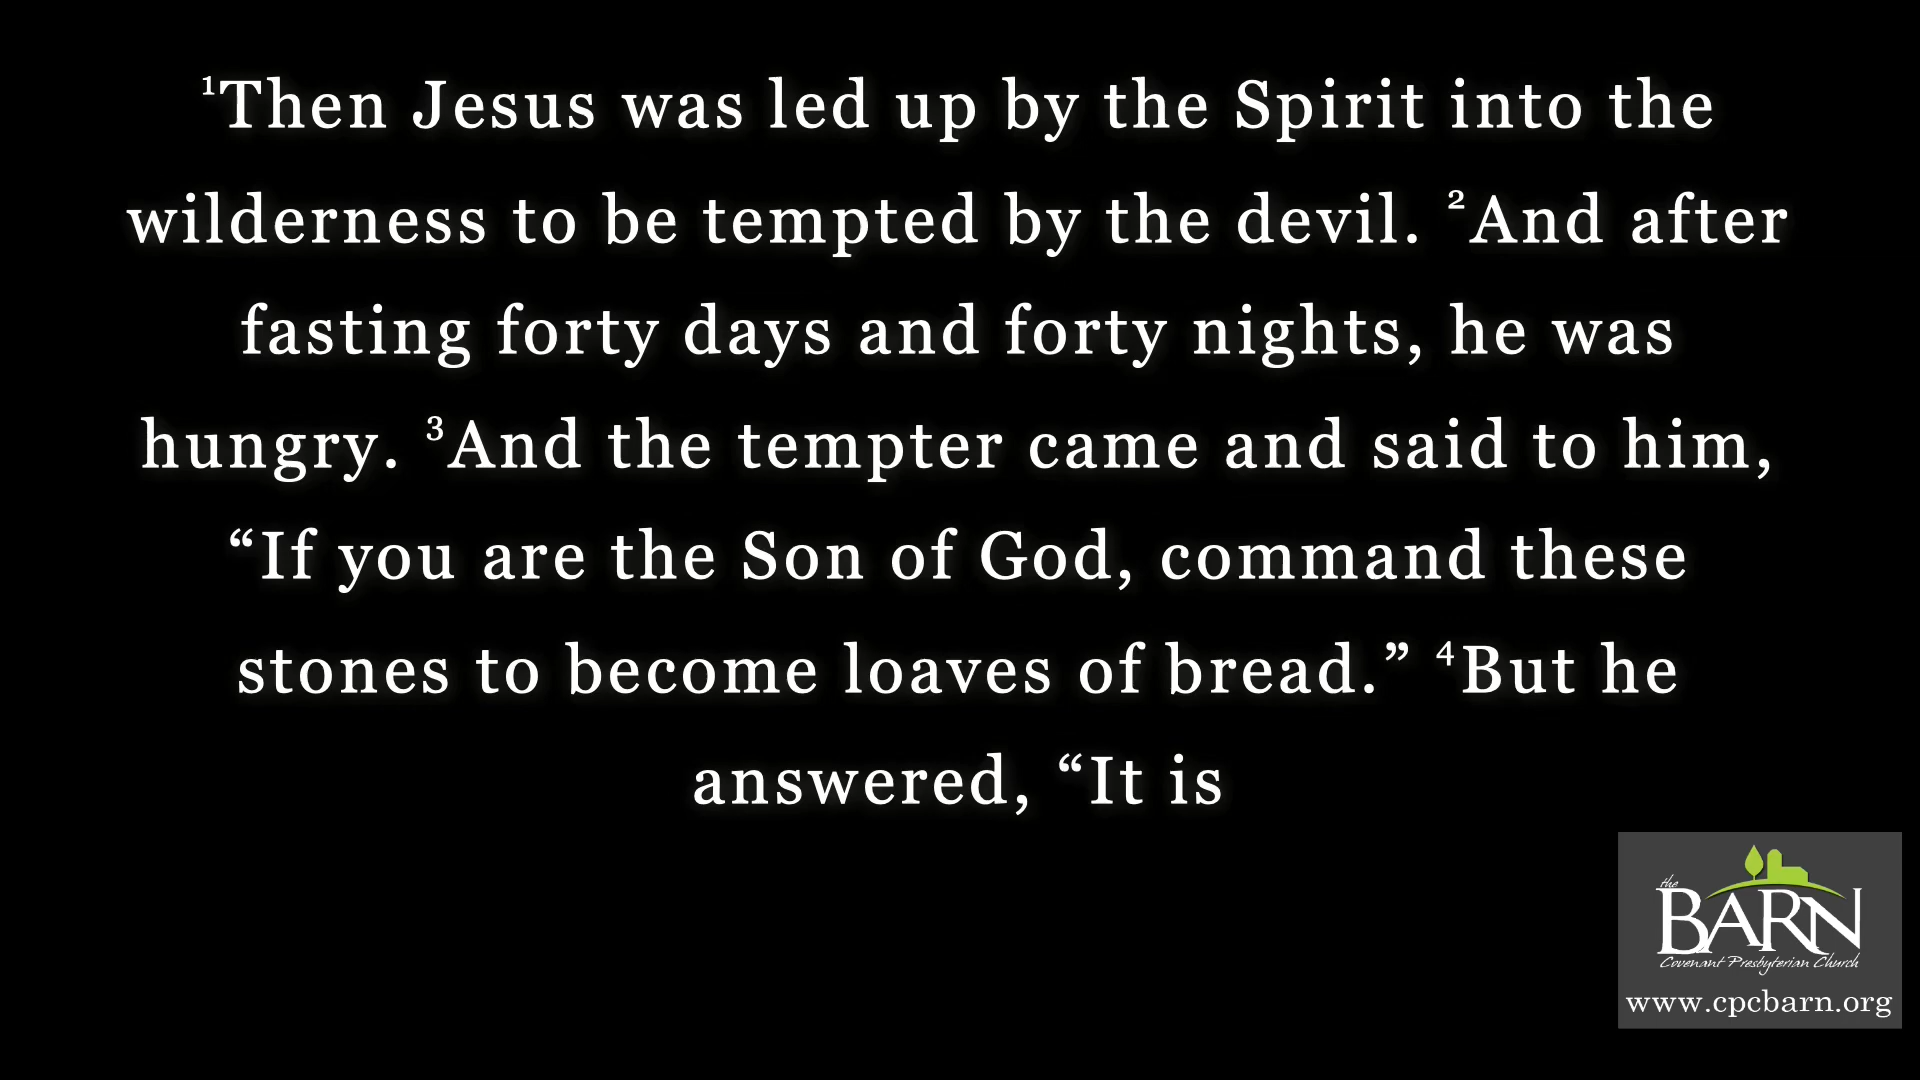 ¹Then Jesus was led up by the Spirit into the
wilderness to be tempted by the devil. ²And after
fasting forty days and forty nights, he was
hungry. ³And the tempter came and said to him,
“If you are the Son of God, command these
stones to become loaves of bread.” ⁴But he
answered, “It is
the
BARN
Covenant Presbyterian Church
www.cpcbarn.org